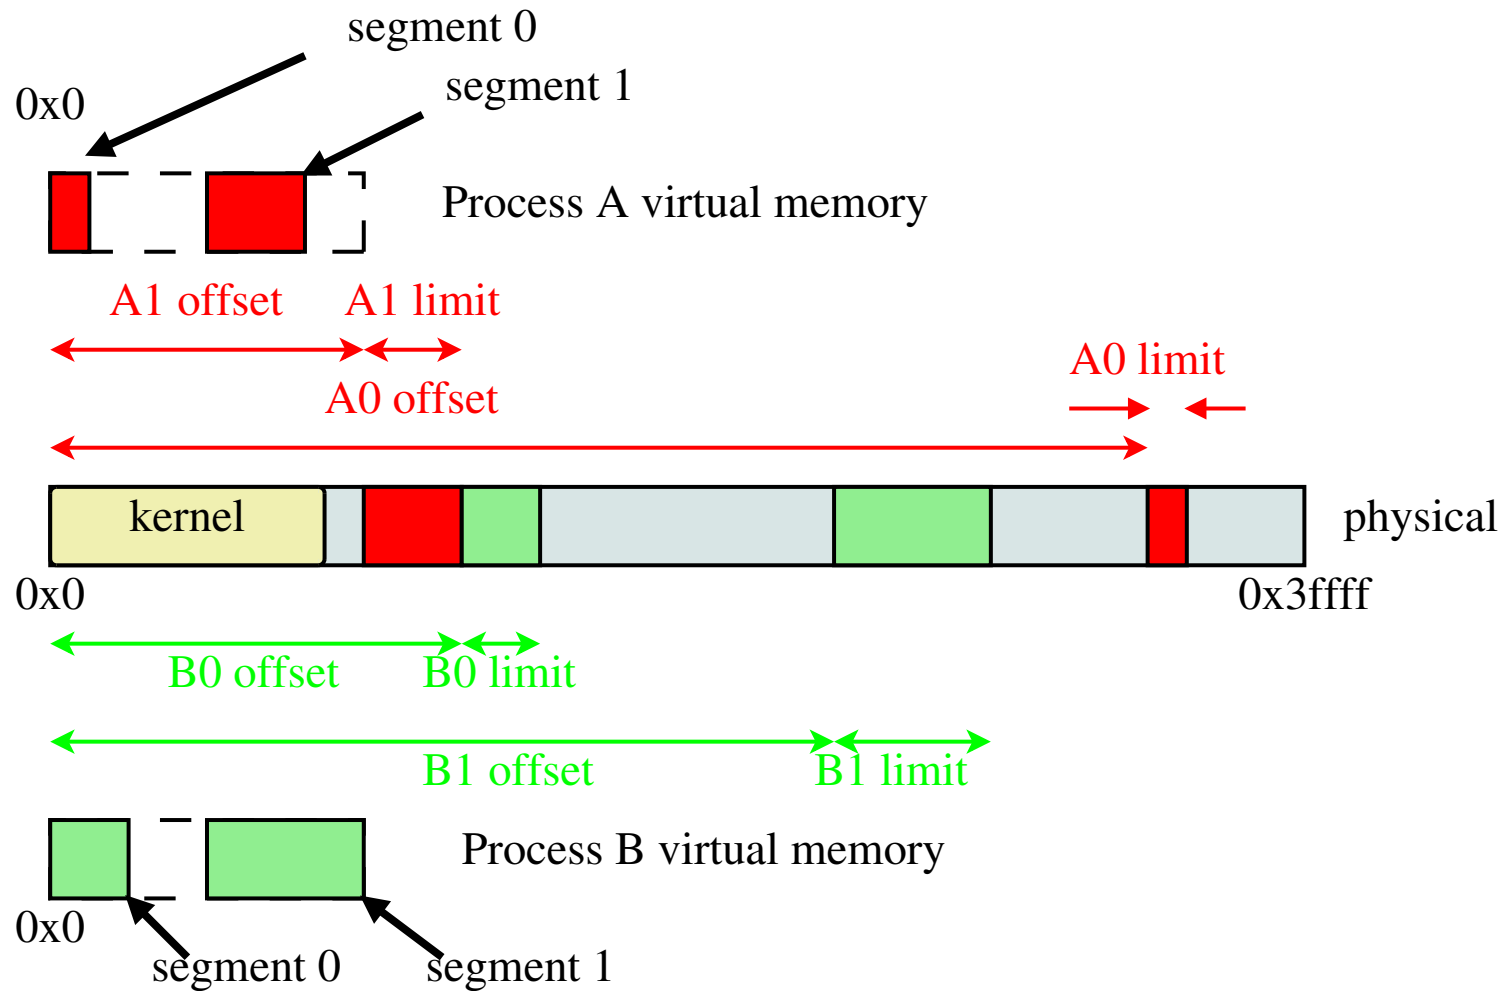 segment 0
segment 1
0x0
Process A virtual memory
A1 offset
A1 limit
A0 limit
A0 offset
kernel
physical
0x0
0x3ffff
B0 offset
B0 limit
B1 offset
B1 limit
Process B virtual memory
0x0
segment 0
segment 1